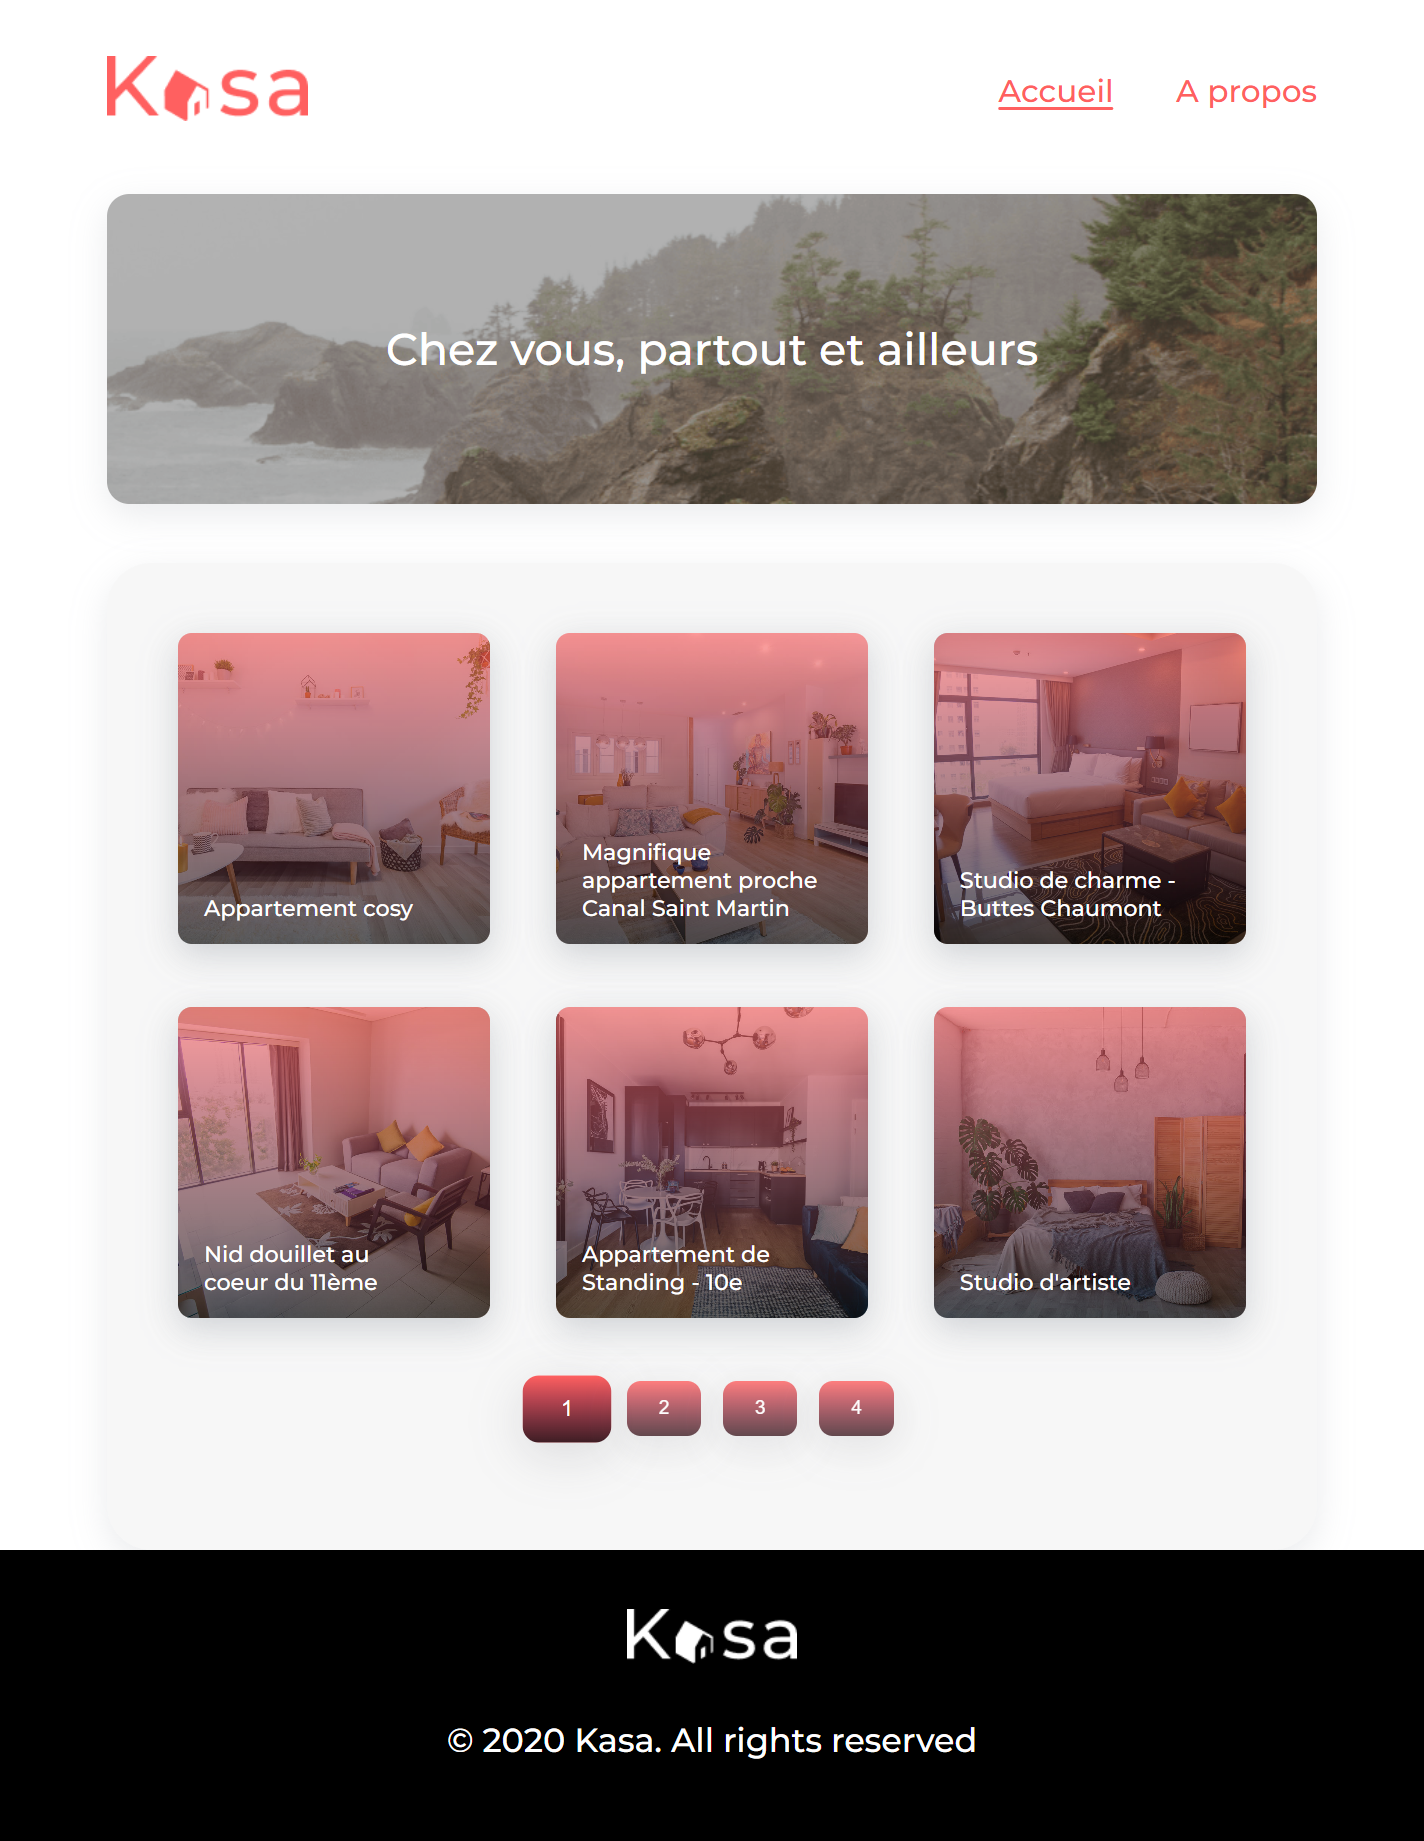 Kasa
Accueil
A propos
Chez vous, partout et ailleurs
Appartement cosy
Magnifique
appartement proche
Canal Saint Martin
Studio de charme -
Buttes Chaumont
Nid douillet au
coeur du 11ème
Appartement de
Standing - 10e
Studio d'artiste
1
2
3
4
Kasa
© 2020 Kasa. All rights reserved